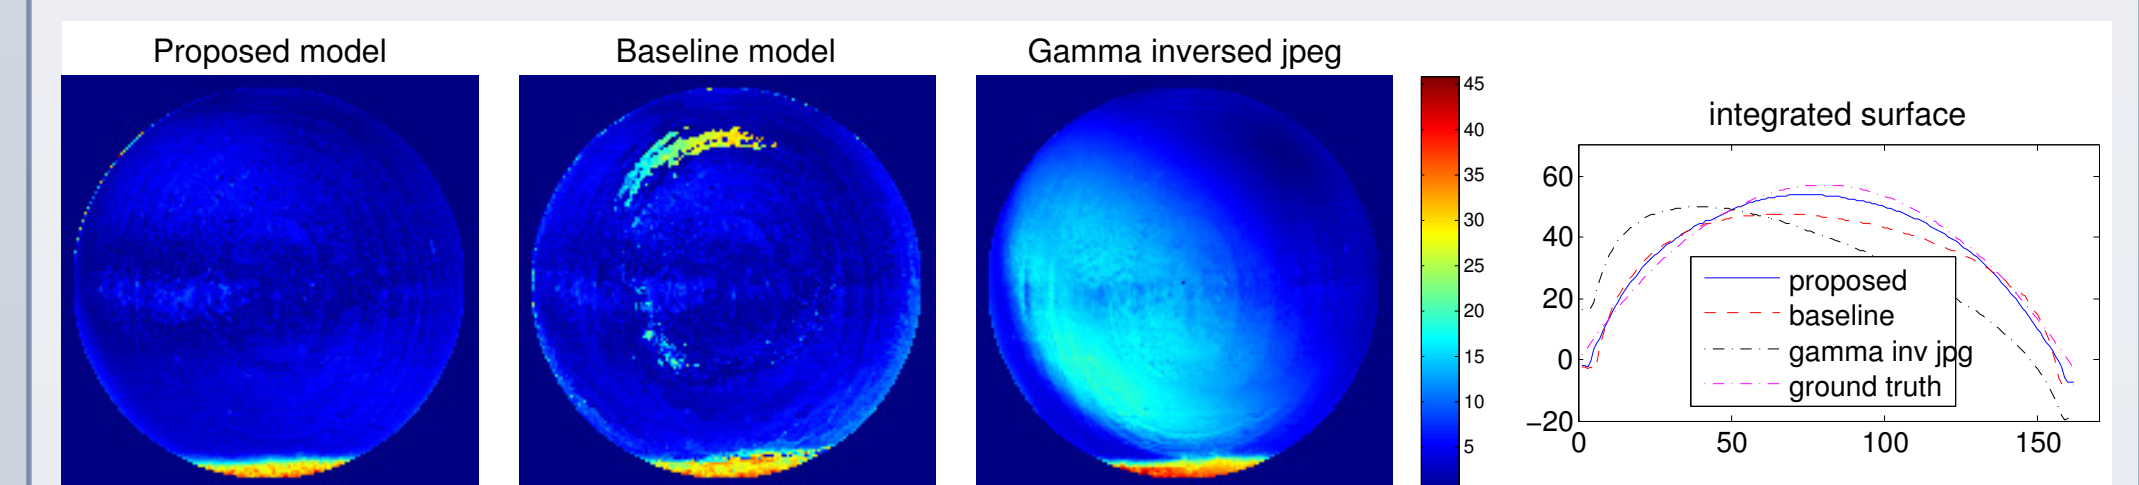 Proposed model
Baseline model
Gamma inversed jpeg
45
40
35
30
25
20
15
10
5
integrated surface
60
40
20
0
−20
0
50
100
150
proposed
baseline
gamma inv jpg
ground truth